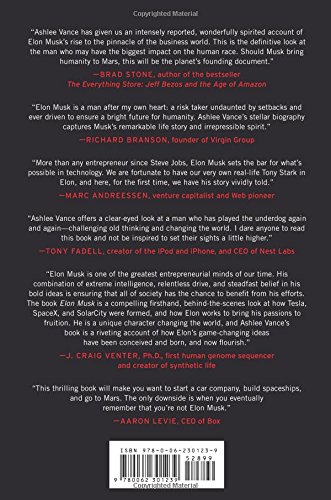 "Ashlee Vance has given us an intensely reported, wonderfully spirited account of
Elon Musk's rise to the pinnacle of the business world. This is the definitive look at
the man who may have the biggest impact on the human race. Should Musk bring
humanity to Mars, this will be the planet's founding document."
—BRAD STONE, author of the bestseller
The Everything Store: Jeff Bezos and the Age of Amazon
"Elon Musk is a man after my own heart: a risk taker undaunted by setbacks and
ever driven to ensure a bright future for humanity. Ashlee Vance's stellar biography
captures Musk's remarkable life story and irrepressible spirit."
—RICHARD BRANSON, founder of Virgin Group
"More than any entrepreneur since Steve Jobs, Elon Musk sets the bar for what's
possible in technology. We are fortunate to have our very own real-life Tony Stark in
Elon, and here, for the first time, we have his story vividly told."
—MARC ANDREESSEN, venture capitalist and Web pioneer
"Ashlee Vance offers a clear-eyed look at a man who has played the underdog again and
again—challenging old thinking and changing the world. I dare anyone to read
this book and not be inspired to set their sights a little higher."
—TONY FADELL, creator of the iPod and iPhone, and CEO of Nest Labs
"Elon Musk is one of the greatest entrepreneurial minds of our time. His
combination of extreme intelligence, relentless drive, and steadfast belief in his
bold ideas is ensuring that all of society has the chance to benefit from his efforts.
The book Elon Musk is a compelling firsthand, behind-the-scenes look at how Tesla,
SpaceX, and SolarCity were formed, and how Elon works to bring his passions to
fruition. He is a unique character changing the world, and Ashlee Vance's
book is a riveting account of how Elon's game-changing ideas
have been conceived and born, and now flourish."
—J. CRAIG VENTER, Ph.D., first human genome sequencer
and creator of synthetic life
"This thrilling book will make you want to start a car company, build spaceships,
and go to Mars. The only downside is when you eventually
remember that you're not Elon Musk."
—AARON LEVIE, CEO of Box
ISBN 978-0-06-230123-9
52899
9 780062 301239